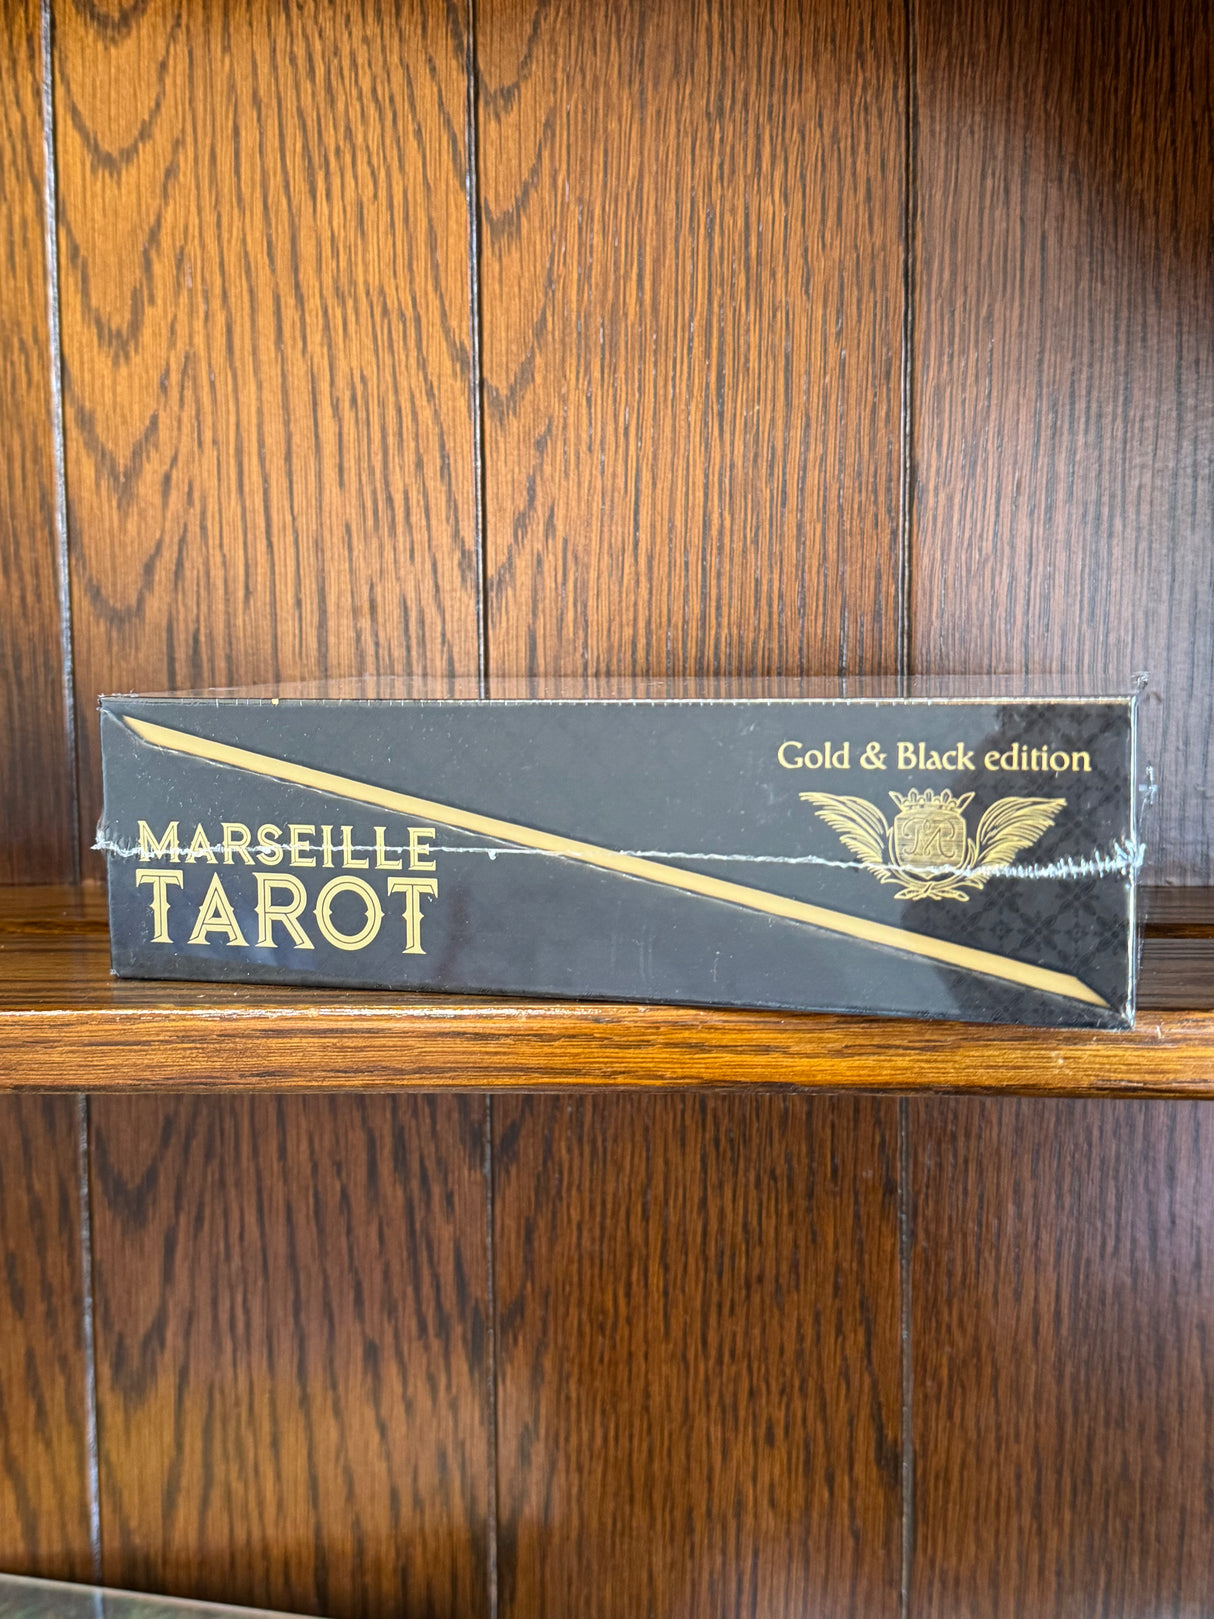 Gold & Black edition
MARSEILLE
TAROT